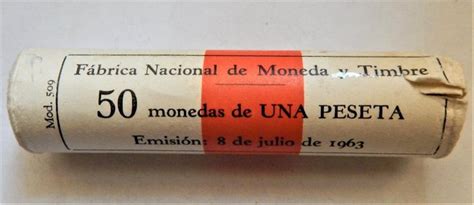 Fábrica Nacional de Moneda y Timbre
50 monedas de UNA PESETA
Emisión: 8 de julio de 1963
Mod. 509